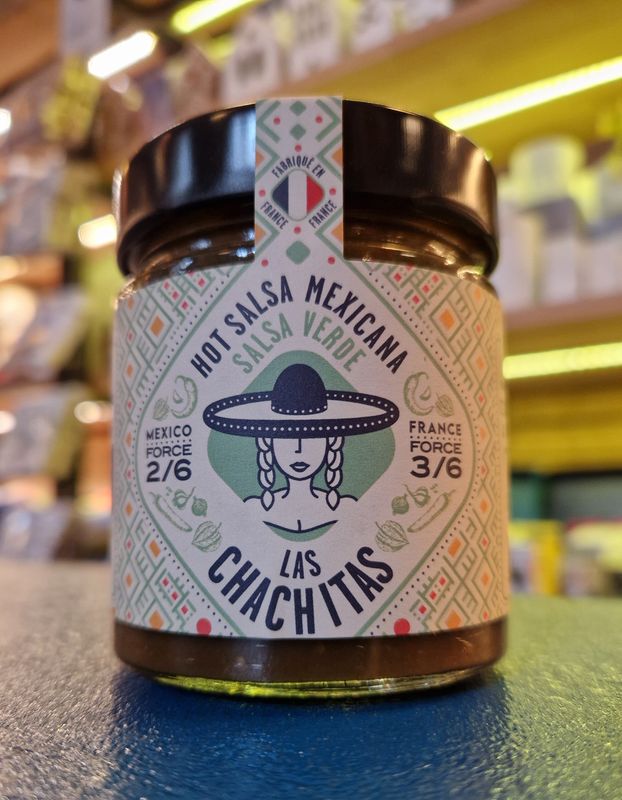 FABRIQUÉ EN
FRANCE FRANCE
HOT SALSA MEXICANA
SALSA VERDE
MEXICO
FORCE
2/6
FRANCE
FORCE
3/6
LAS
CHACHITAS